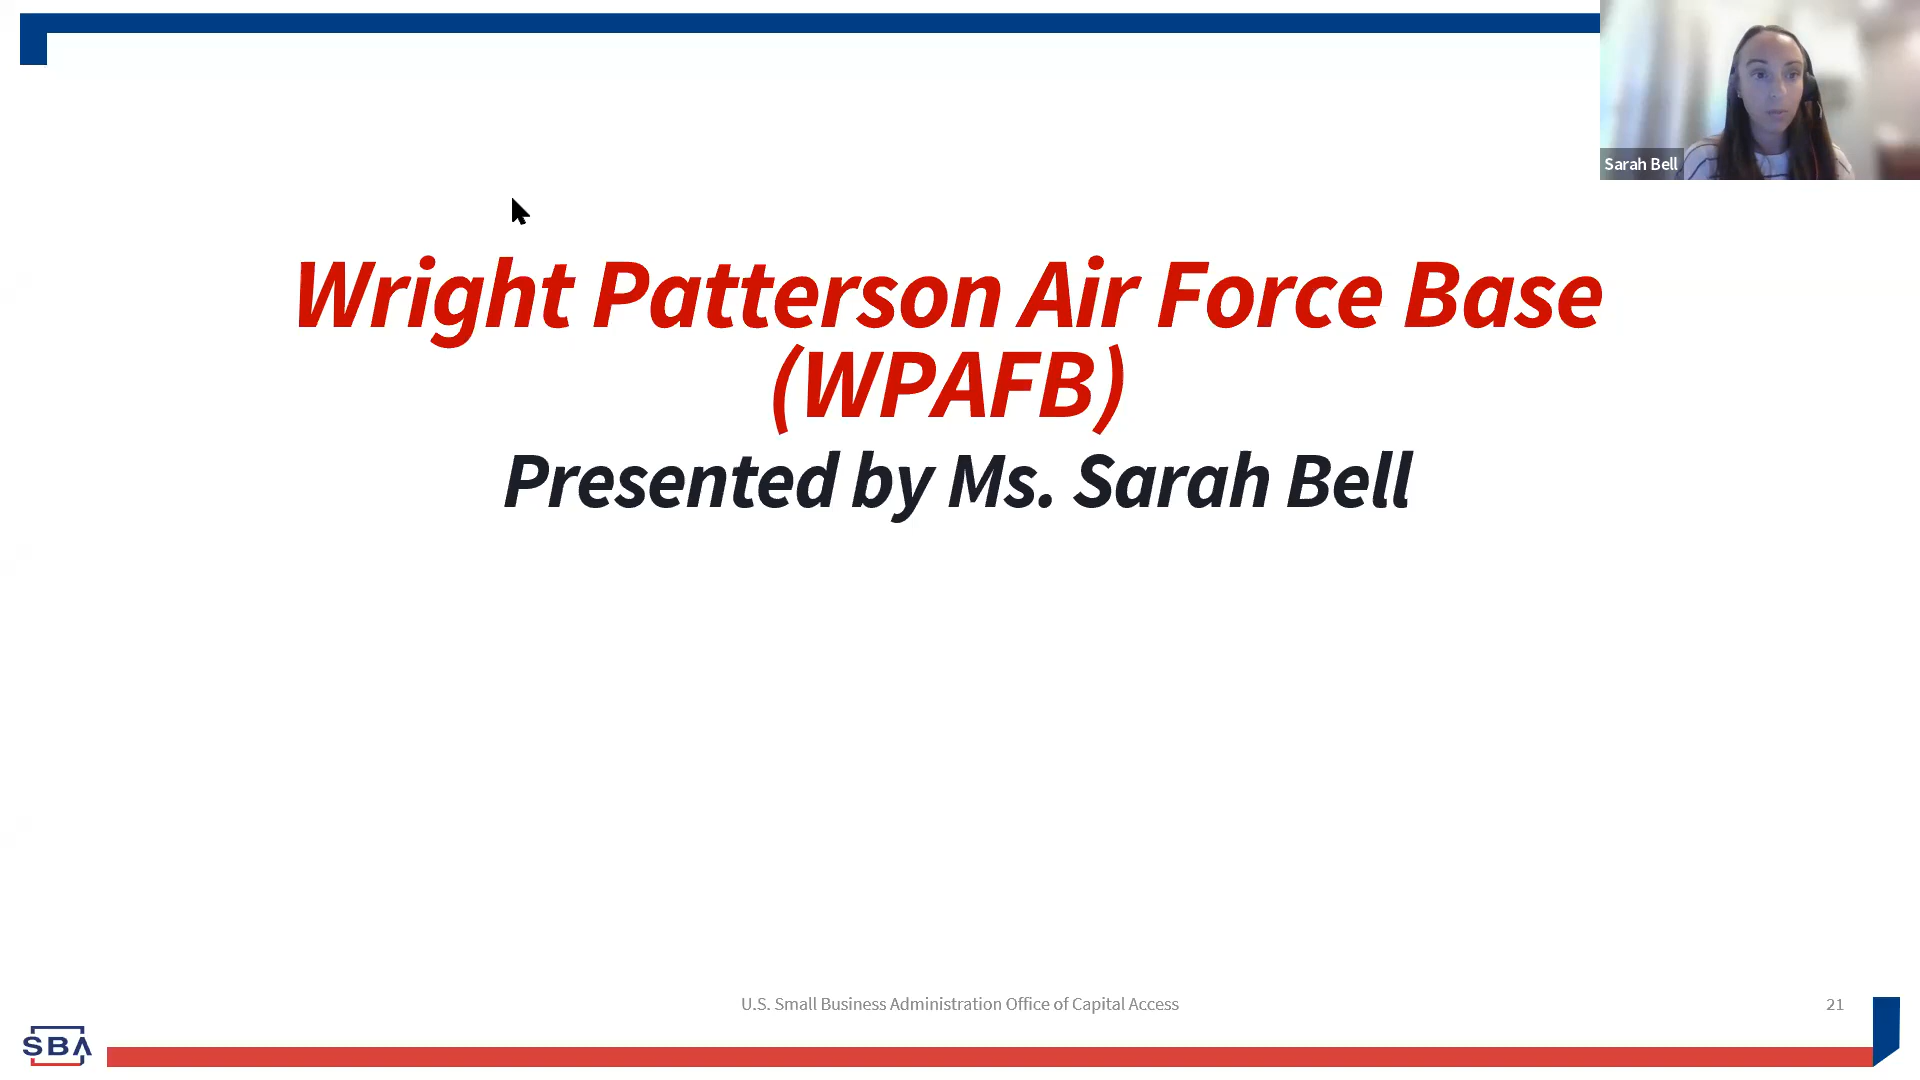 Sarah Bell
Wright Patterson Air Force Base
(WPAFB)
Presented by Ms. Sarah Bell
U.S. Small Business Administration Office of Capital Access
21
SBA